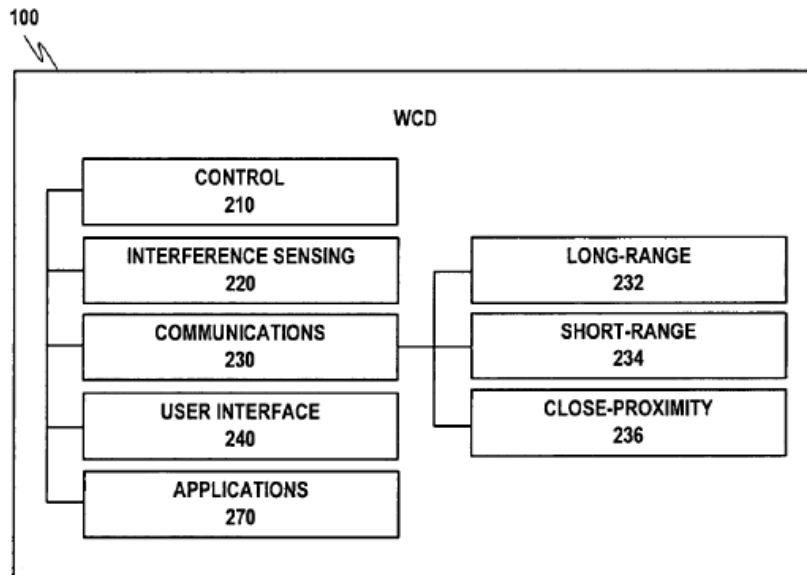 100
WCD
CONTROL
210
INTERFERENCE SENSING
220
COMMUNICATIONS
230
USER INTERFACE
240
APPLICATIONS
270
LONG-RANGE
232
SHORT-RANGE
234
CLOSE-PROXIMITY
236